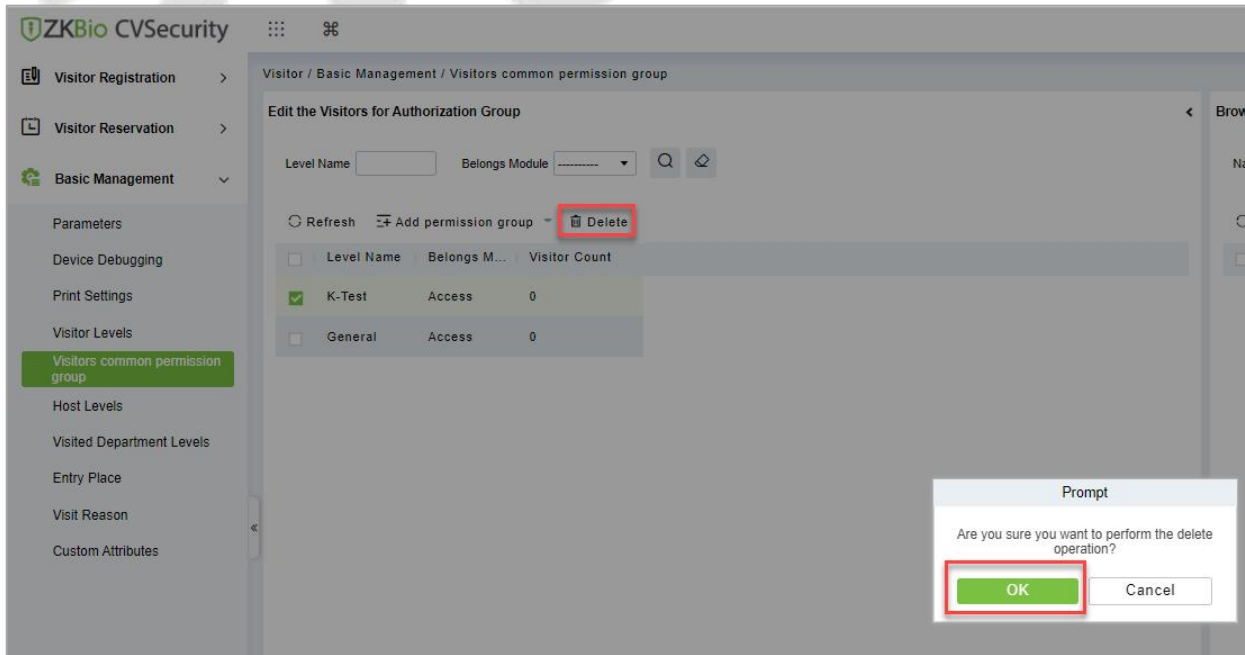 ZKBio CVSecurity
Visitor Registration
Visitor Reservation
Basic Management
Parameters
Device Debugging
Print Settings
Visitor Levels
Visitors common permission
group
Host Levels
Visited Department Levels
Entry Place
Visit Reason
Custom Attributes
Visitor / Basic Management / Visitors common permission group
Edit the Visitors for Authorization Group
Level Name Belongs Module ----------
Refresh Add permission group Delete
Level Name Belongs M... Visitor Count
K-Test Access 0
General Access 0
Brow
Na
Prompt
Are you sure you want to perform the delete
operation?
OK Cancel